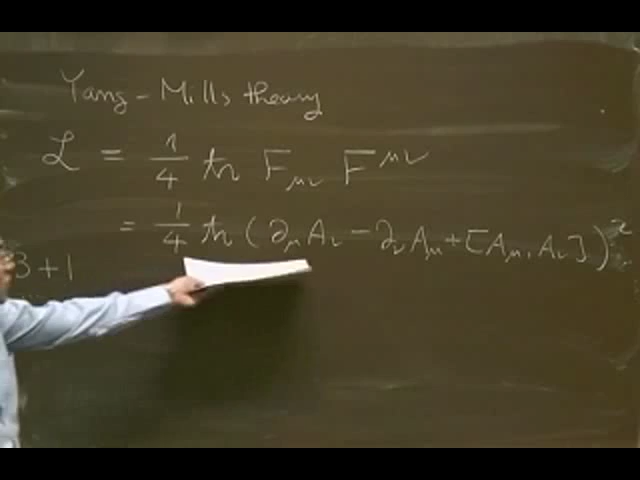 Yang-Mills theory
ℒ = 1/4 tr F_μν F^μν
= 1/4 tr (∂_μ A_ν - ∂_ν A_μ + [A_μ, A_ν])^2
3+1